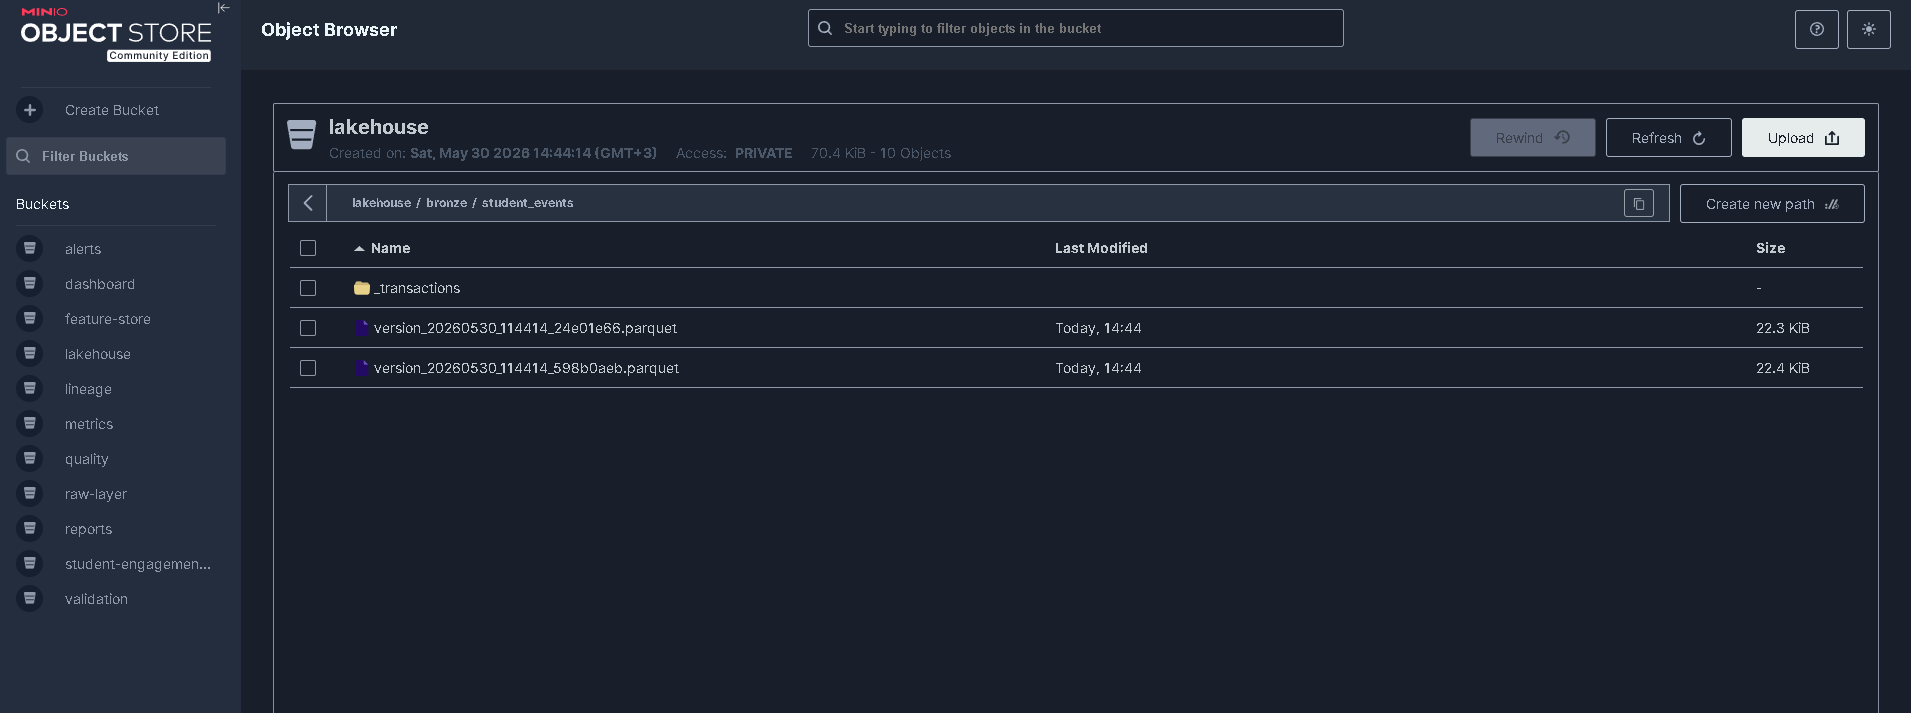 MINIO
OBJECT STORE
Community Edition
Object Browser
Start typing to filter objects in the bucket
Create Bucket
Filter Buckets
Buckets
alerts
dashboard
feature-store
lakehouse
lineage
metrics
quality
raw-layer
reports
student-engagemen...
validation
lakehouse
Created on: Sat, May 30 2026 14:44:14 (GMT+3) Access: PRIVATE 70.4 KiB - 10 Objects
Rewind Refresh Upload
lakehouse / bronze / student_events
Create new path
Name Last Modified Size
_transactions -
version_20260530_114414_24e01e66.parquet Today, 14:44 22.3 KiB
version_20260530_114414_598b0aeb.parquet Today, 14:44 22.4 KiB